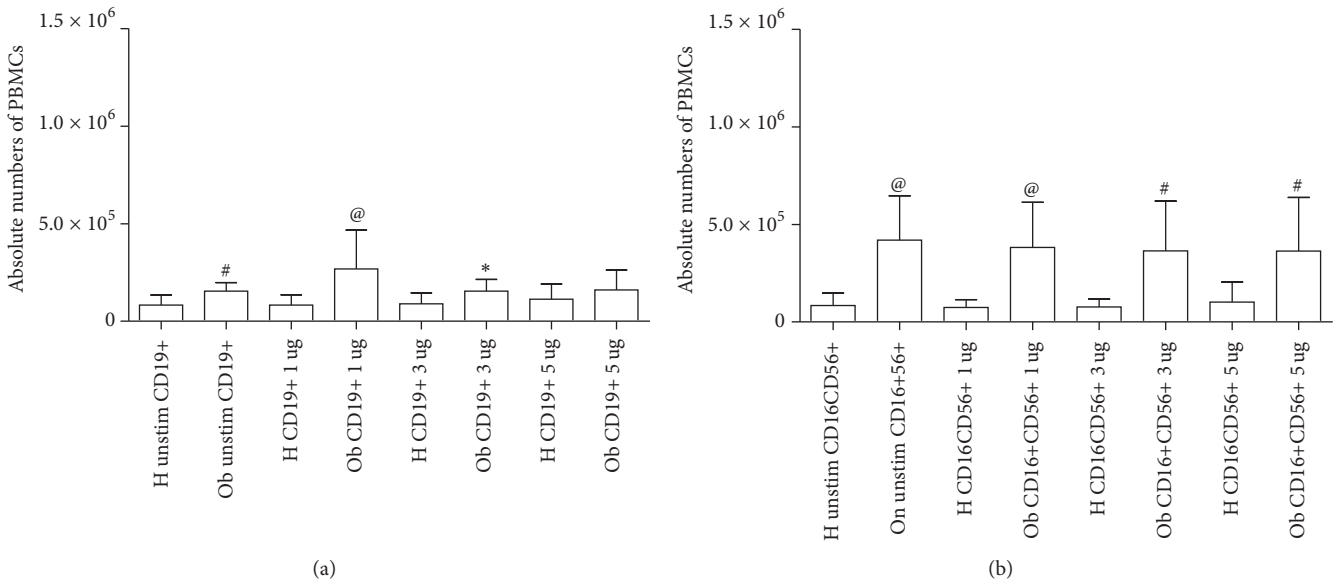 Absolute numbers of PBMCs
1.5 × 10⁶
1.0 × 10⁶
5.0 × 10⁵
0
#
@
*
H unstim CD19+
Ob unstim CD19+
H CD19+ 1 ug
Ob CD19+ 1 ug
H CD19+ 3 ug
Ob CD19+ 3 ug
H CD19+ 5 ug
Ob CD19+ 5 ug
(a)
Absolute numbers of PBMCs
1.5 × 10⁶
1.0 × 10⁶
5.0 × 10⁵
0
@
@
#
#
H unstim CD16CD56+
On unstim CD16+56+
H CD16CD56+ 1 ug
Ob CD16+CD56+ 1ug
H CD16CD56+ 3 ug
Ob CD16+CD56+ 3 ug
H CD16CD56+ 5 ug
Ob CD16+CD56+ 5 ug
(b)